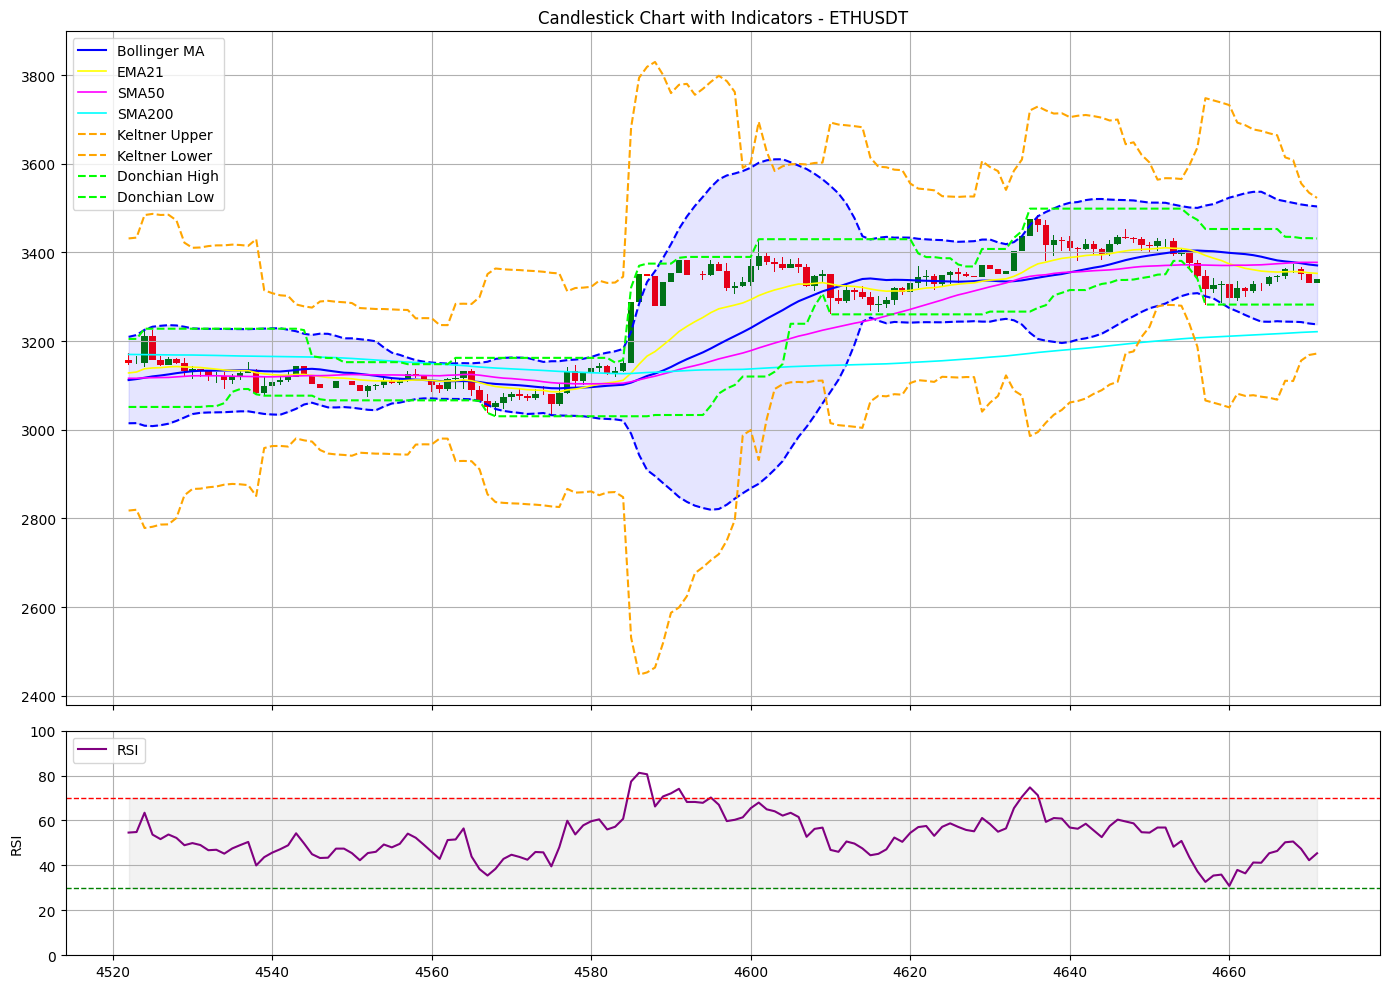 Candlestick Chart with Indicators - ETHUSDT
Bollinger MA
EMA21
SMA50
SMA200
Keltner Upper
Keltner Lower
Donchian High
Donchian Low
3800
3600
3400
3200
3000
2800
2600
2400
RSI
100
80
60
40
20
0
RSI
4520 4540 4560 4580 4600 4620 4640 4660